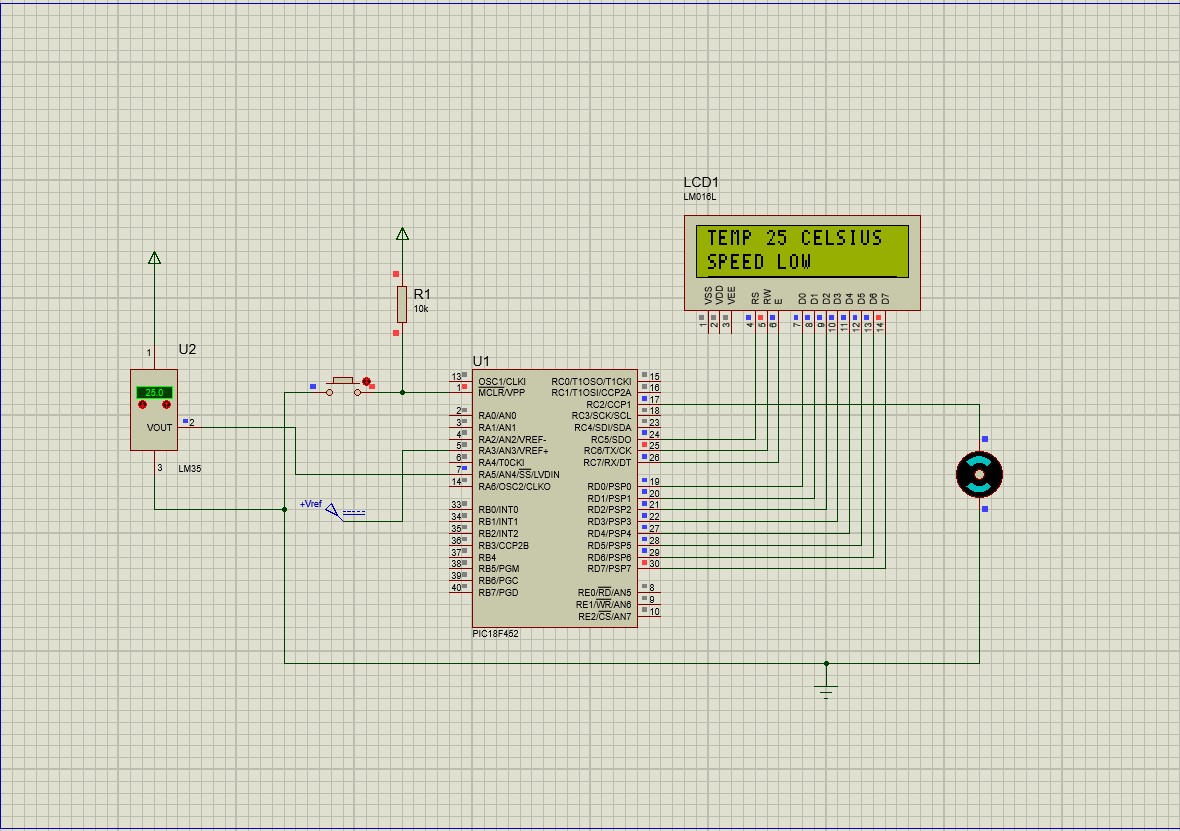 LCD1
LM016L
TEMP 25 CELSIUS
SPEED LOW
VSS VDD VEE RS RW E D0 D1 D2 D3 D4 D5 D6 D7
1 2 3 4 5 6 7 8 9 10 11 12 13 14
R1
10k
U2
1
25.0
VOUT 2
3
LM35
+Vref
U1
13 OSC1/CLKI RC0/T1OSO/T1CKI 15
1 MCLR/VPP RC1/T1OSI/CCP2A 16
RC2/CCP1 17
2 RA0/AN0 RC3/SCK/SCL 18
3 RA1/AN1 RC4/SDI/SDA 23
4 RA2/AN2/VREF- RC5/SDO 24
5 RA3/AN3/VREF+ RC6/TX/CK 25
6 RA4/T0CKI RC7/RX/DT 26
7 RA5/AN4/SS/LVDIN
14 RA6/OSC2/CLKO RD0/PSP0 19
RD1/PSP1 20
33 RB0/INT0 RD2/PSP2 21
34 RB1/INT1 RD3/PSP3 22
35 RB2/INT2 RD4/PSP4 27
36 RB3/CCP2B RD5/PSP5 28
37 RB4 RD6/PSP6 29
38 RB5/PGM RD7/PSP7 30
39 RB6/PGC
40 RB7/PGD RE0/RD/AN5 8
RE1/WR/AN6 9
RE2/CS/AN7 10
PIC18F452